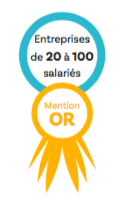 Entreprises
de 20 à 100
salariés
Mention
OR